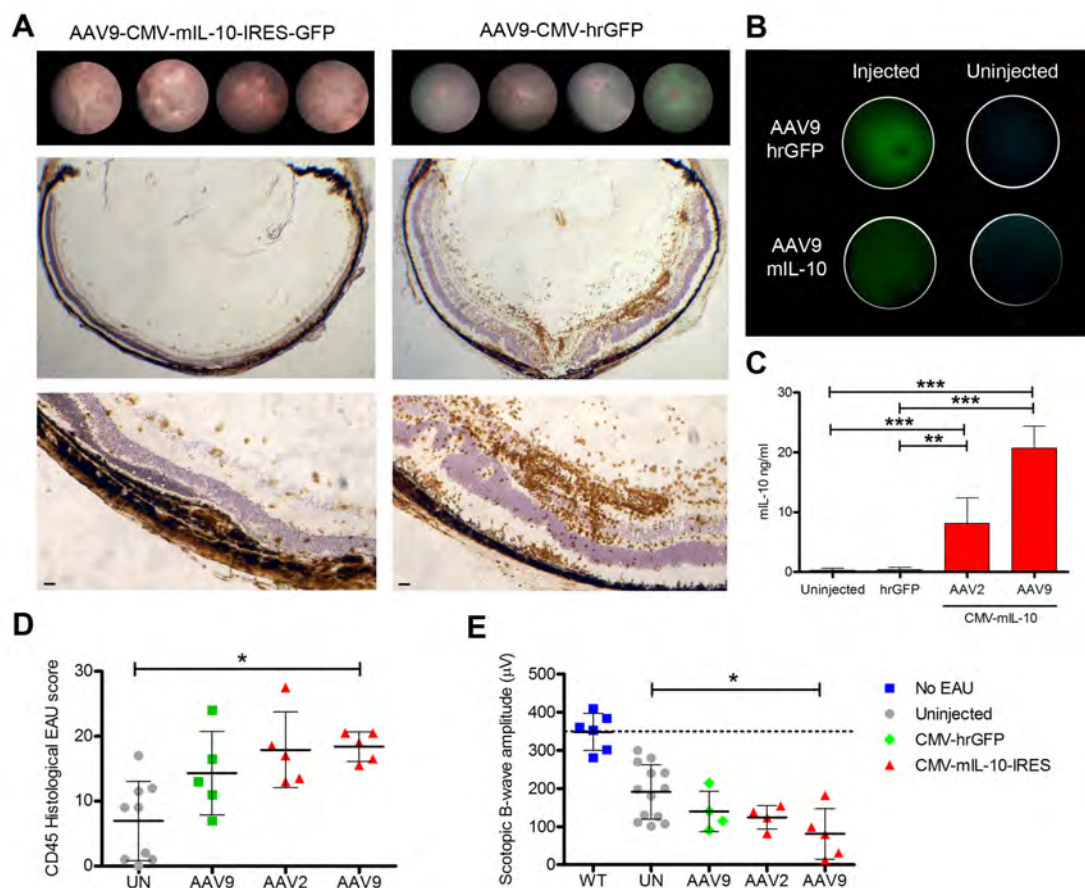 A
AAV9-CMV-mIL-10-IRES-GFP
AAV9-CMV-hrGFP
B
Injected
Uninjected
AAV9
hrGFP
AAV9
mIL-10
C
***
***
***
**
mIL-10 ng/ml
30
20
10
0
Uninjected
hrGFP
AAV2
AAV9
CMV-mIL-10
D
*
CD45 Histological EAU score
30
20
10
0
UN
AAV9
AAV2
AAV9
E
*
Scotopic B-wave amplitude (µV)
500
400
300
200
100
0
WT
UN
AAV9
AAV2
AAV9
No EAU
Uninjected
CMV-hrGFP
CMV-mIL-10-IRES